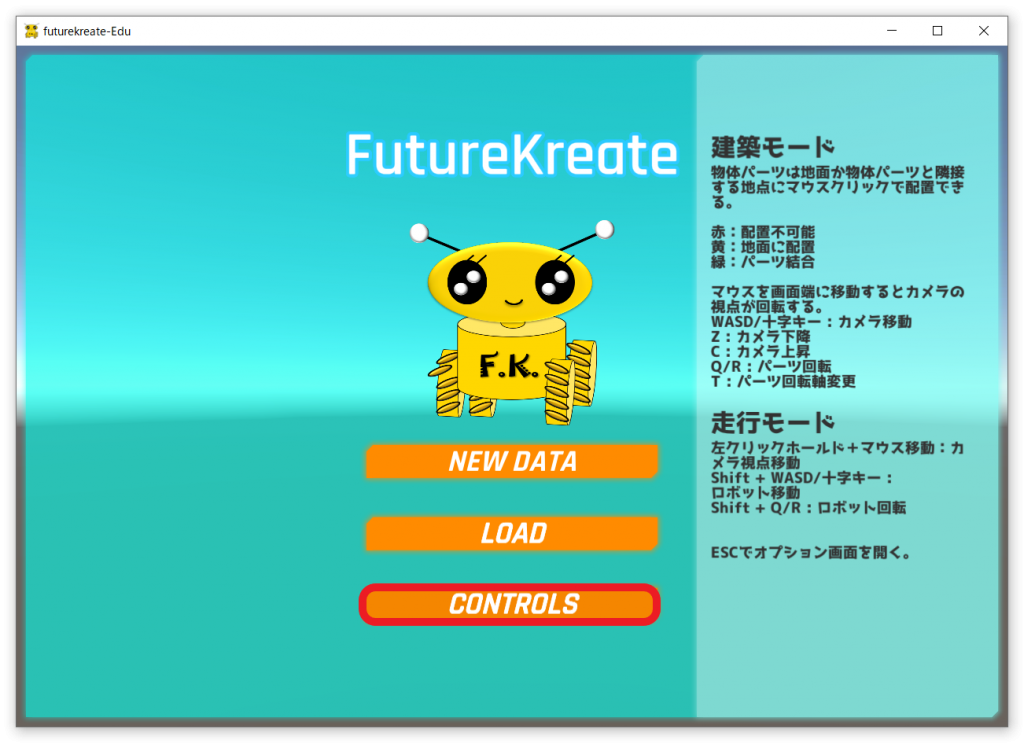 futurekreate-Edu
FutureKreate
F.K.
NEW DATA
LOAD
CONTROLS
建築モード
物体パーツは地面か物体パーツと隣接
する地点にマウスクリックで配置でき
る。
赤：配置不可能
黄：地面に配置
緑：パーツ結合
マウスを画面端に移動するとカメラの
視点が回転する。
WASD/十字キー：カメラ移動
Z：カメラ下降
C：カメラ上昇
Q/R：パーツ回転
T：パーツ回転軸変更
走行モード
左クリックホールド＋マウス移動：カ
メラ視点移動
Shift + WASD/十字キー：
ロボット移動
Shift + Q/R：ロボット回転
ESCでオプション画面を開く。